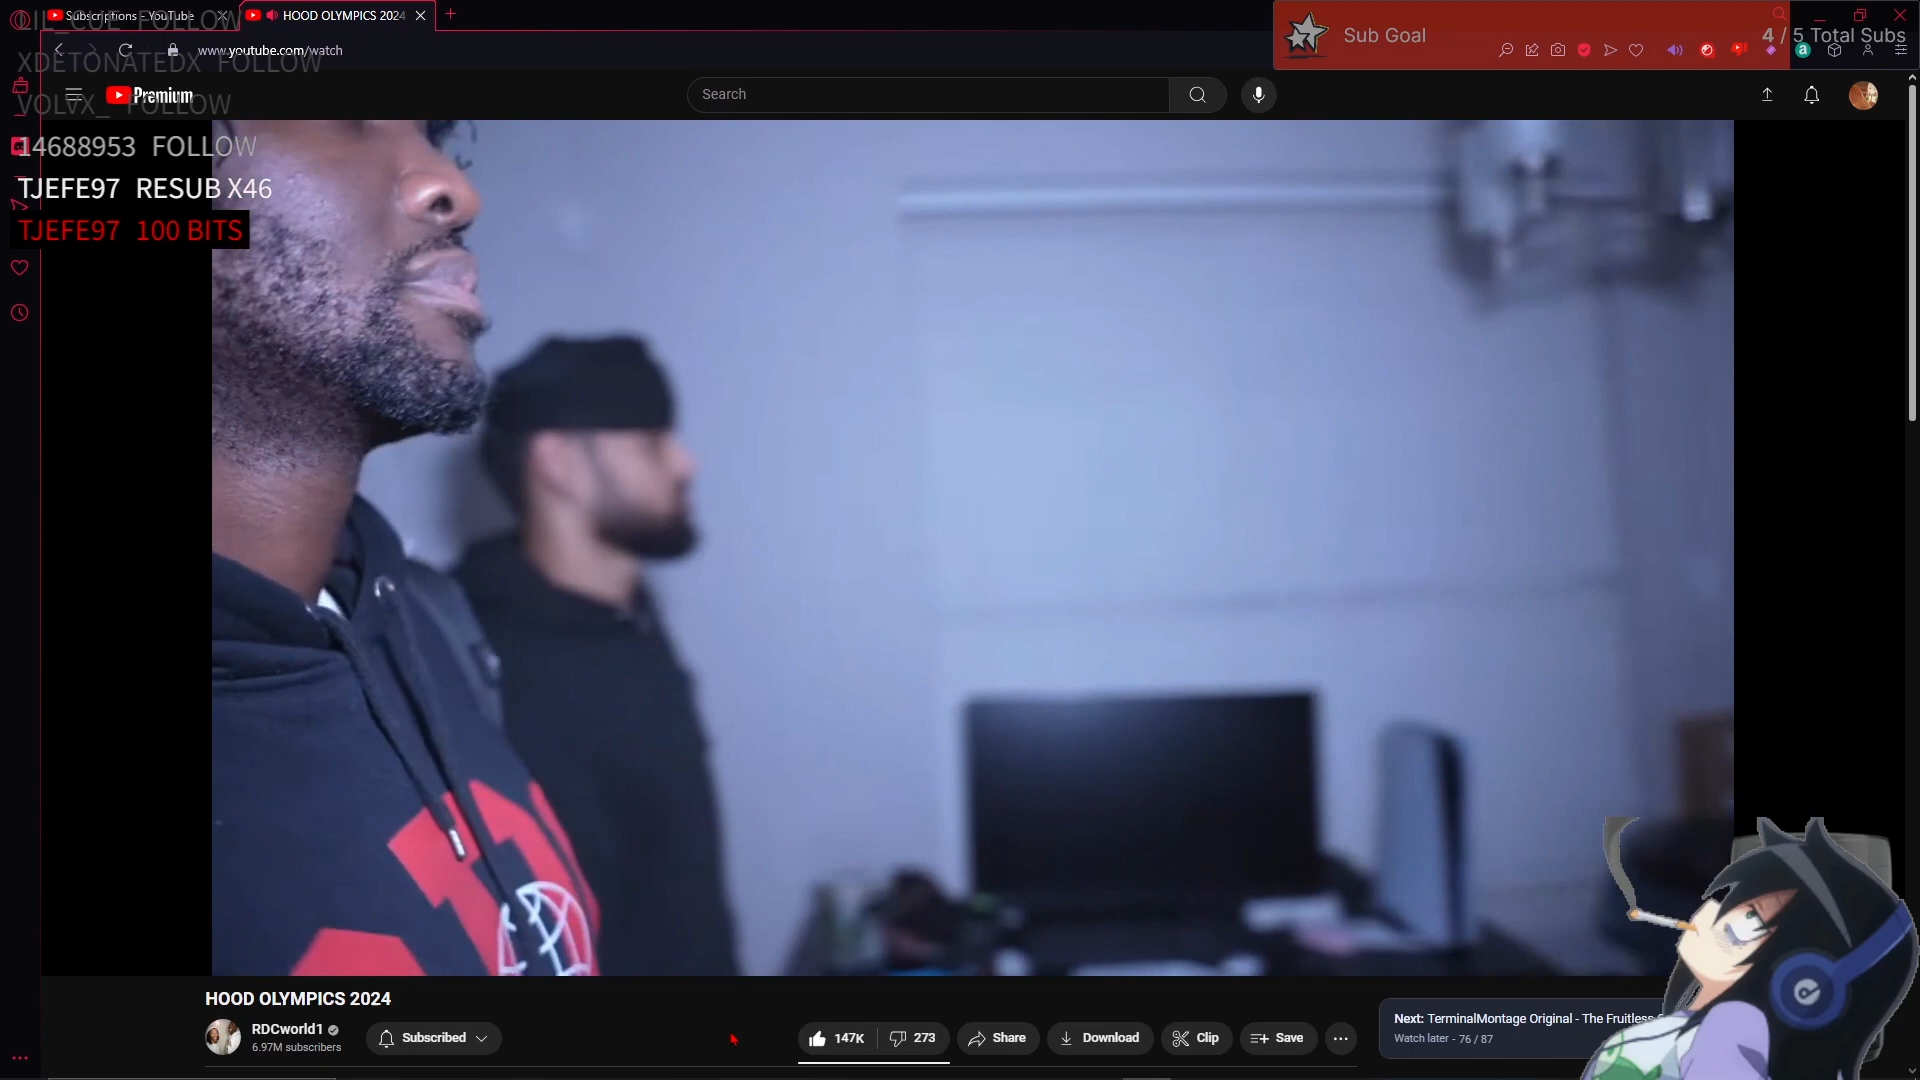 Subscriptions - YouTube
HOOD OLYMPICS 2024
LIL_CUE FOLLOW
www.youtube.com/watch
Sub Goal
4 / 5 Total Subs
XDETONATEDX FOLLOW
Premium
Search
VOLVX_ FOLLOW
14688953 FOLLOW
TJEFE97 RESUB X46
TJEFE97 100 BITS
HOOD OLYMPICS 2024
RDCworld1
6.97M subscribers
Subscribed
147K
273
Share
Download
Clip
Save
Next: TerminalMontage Original - The Fruitless
Watch later - 76 / 87